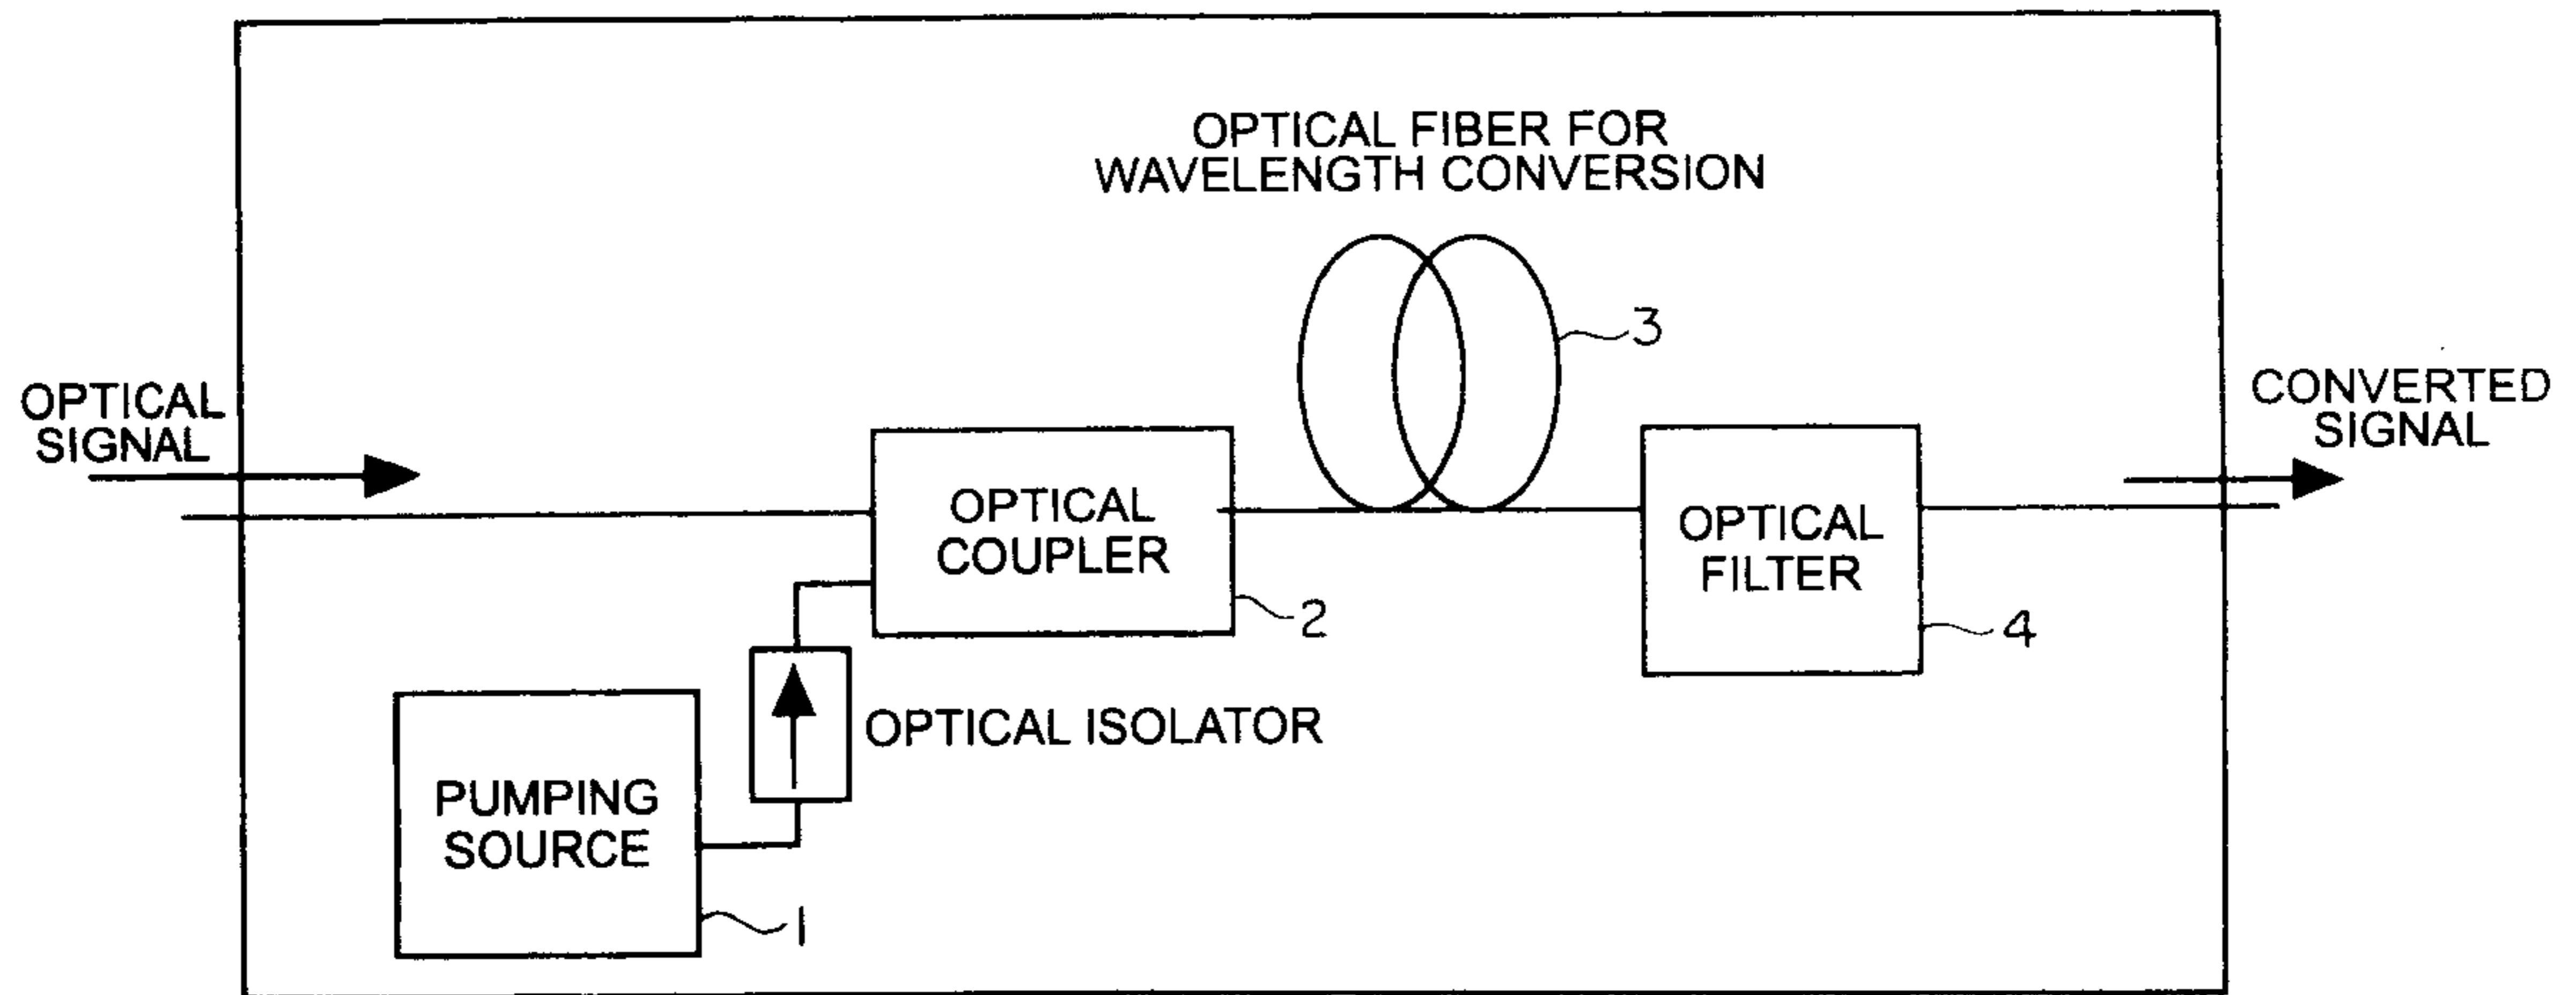 OPTICAL FIBER FOR
WAVELENGTH CONVERSION
3
OPTICAL
SIGNAL
CONVERTED
SIGNAL
OPTICAL
COUPLER
2
OPTICAL
FILTER
4
OPTICAL ISOLATOR
PUMPING
SOURCE
1